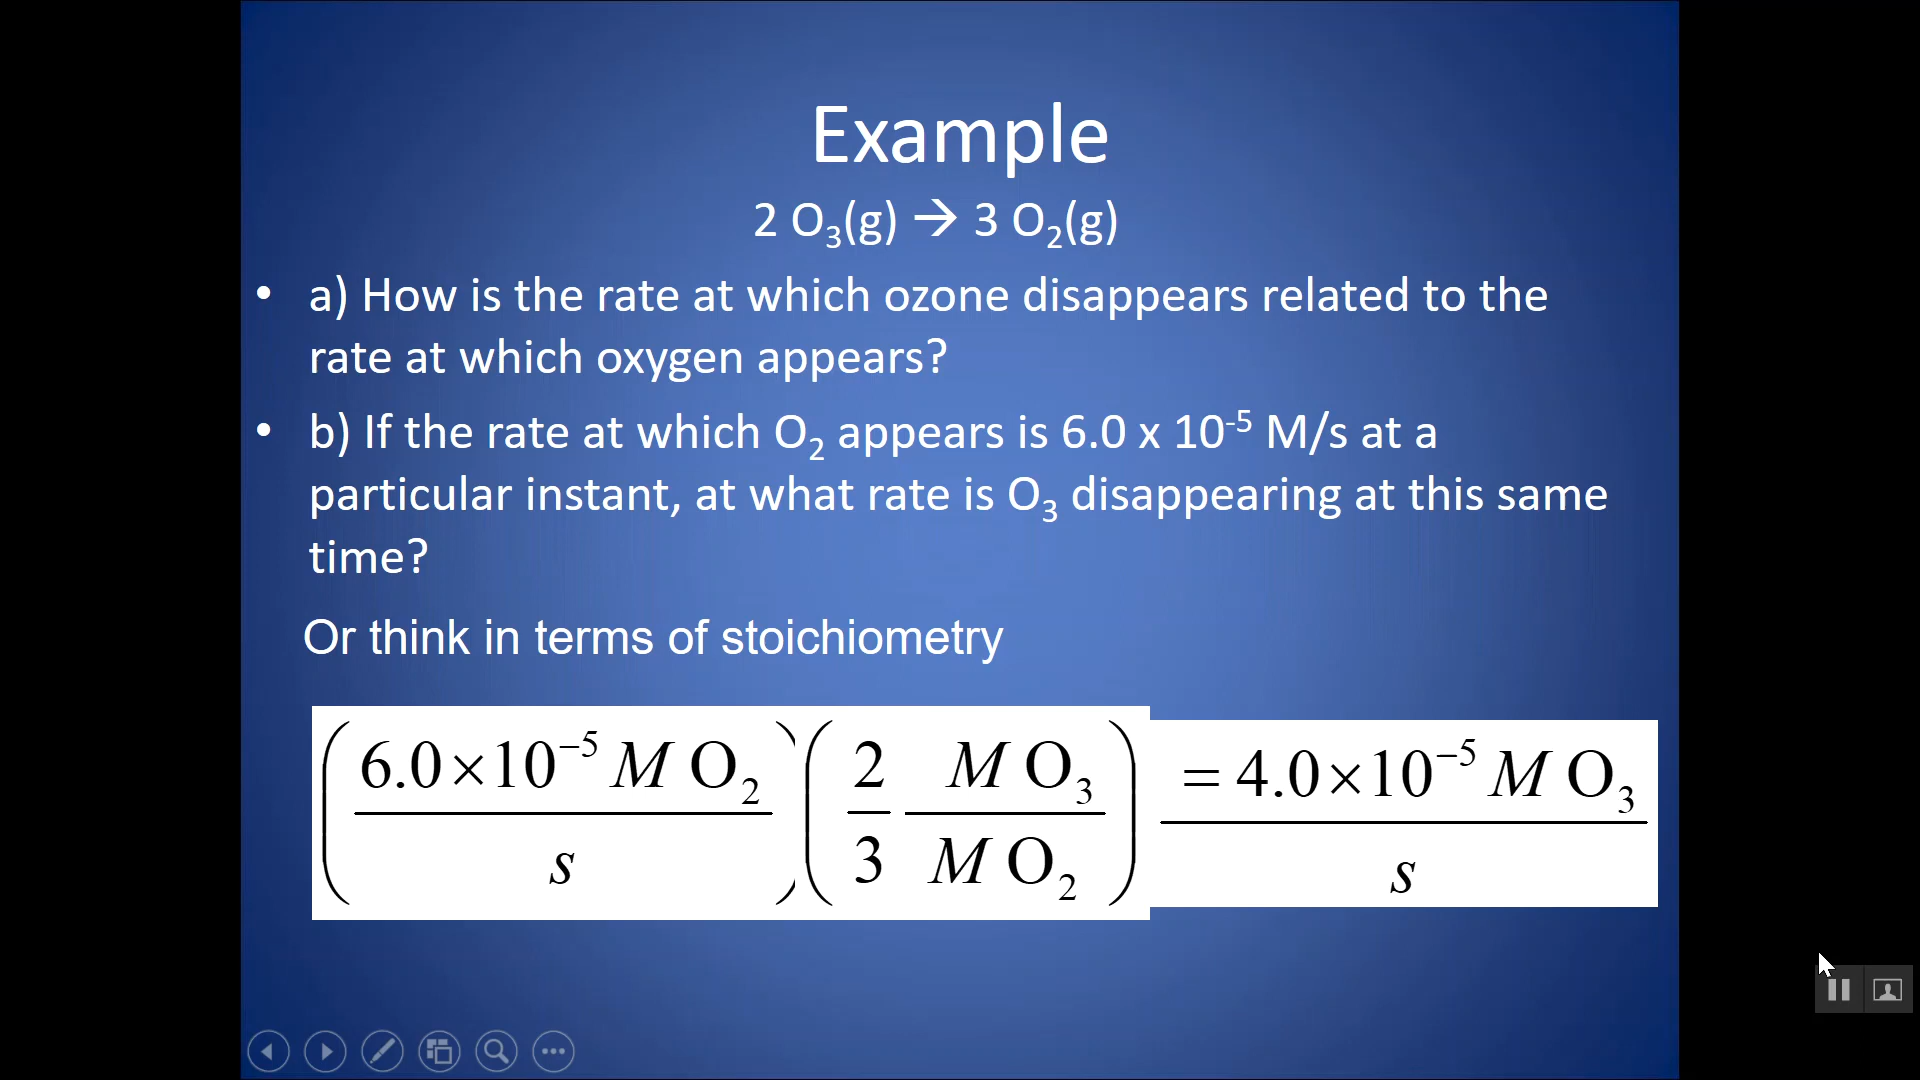 Example
2 O₃(g) → 3 O₂(g)
• a) How is the rate at which ozone disappears related to the
rate at which oxygen appears?
• b) If the rate at which O₂ appears is 6.0 x 10⁻⁵ M/s at a
particular instant, at what rate is O₃ disappearing at this same
time?
Or think in terms of stoichiometry
(6.0×10⁻⁵ M O₂ / s) (2/3 M O₃ / M O₂) = 4.0×10⁻⁵ M O₃ / s